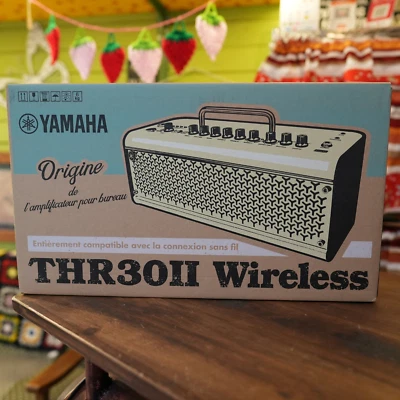 YAMAHA
Origine
de
l'amplificateur pour bureau
Entièrement compatible avec la connexion sans fil
THR30II Wireless